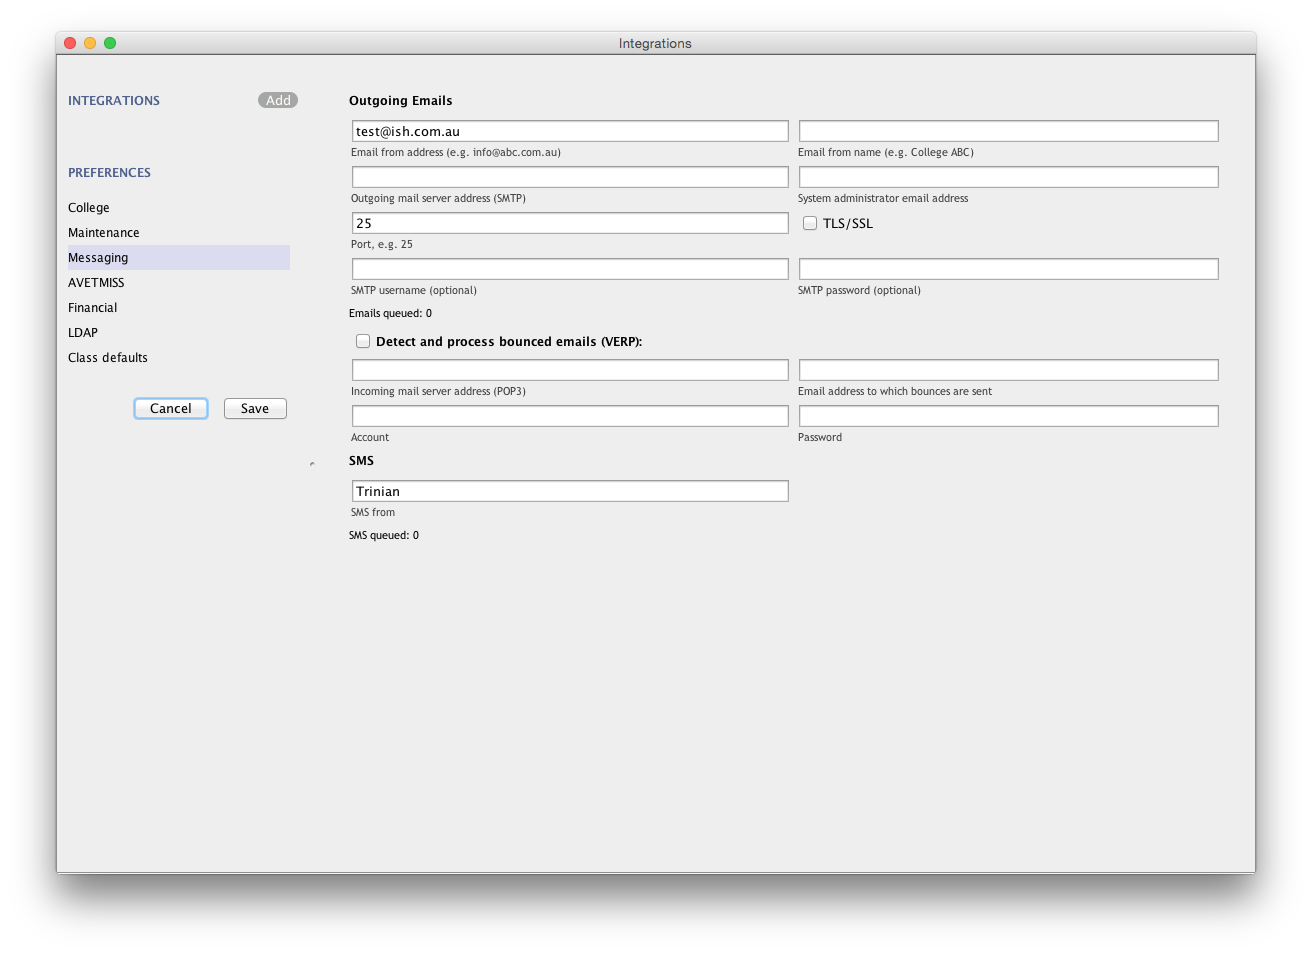 Integrations
INTEGRATIONS
Add
PREFERENCES
College
Maintenance
Messaging
AVETMISS
Financial
LDAP
Class defaults
Cancel
Save
Outgoing Emails
test@ish.com.au
Email from address (e.g. info@abc.com.au)
Email from name (e.g. College ABC)
Outgoing mail server address (SMTP)
System administrator email address
25
TLS/SSL
Port, e.g. 25
SMTP username (optional)
SMTP password (optional)
Emails queued: 0
Detect and process bounced emails (VERP):
Incoming mail server address (POP3)
Email address to which bounces are sent
Account
Password
SMS
Trinian
SMS from
SMS queued: 0